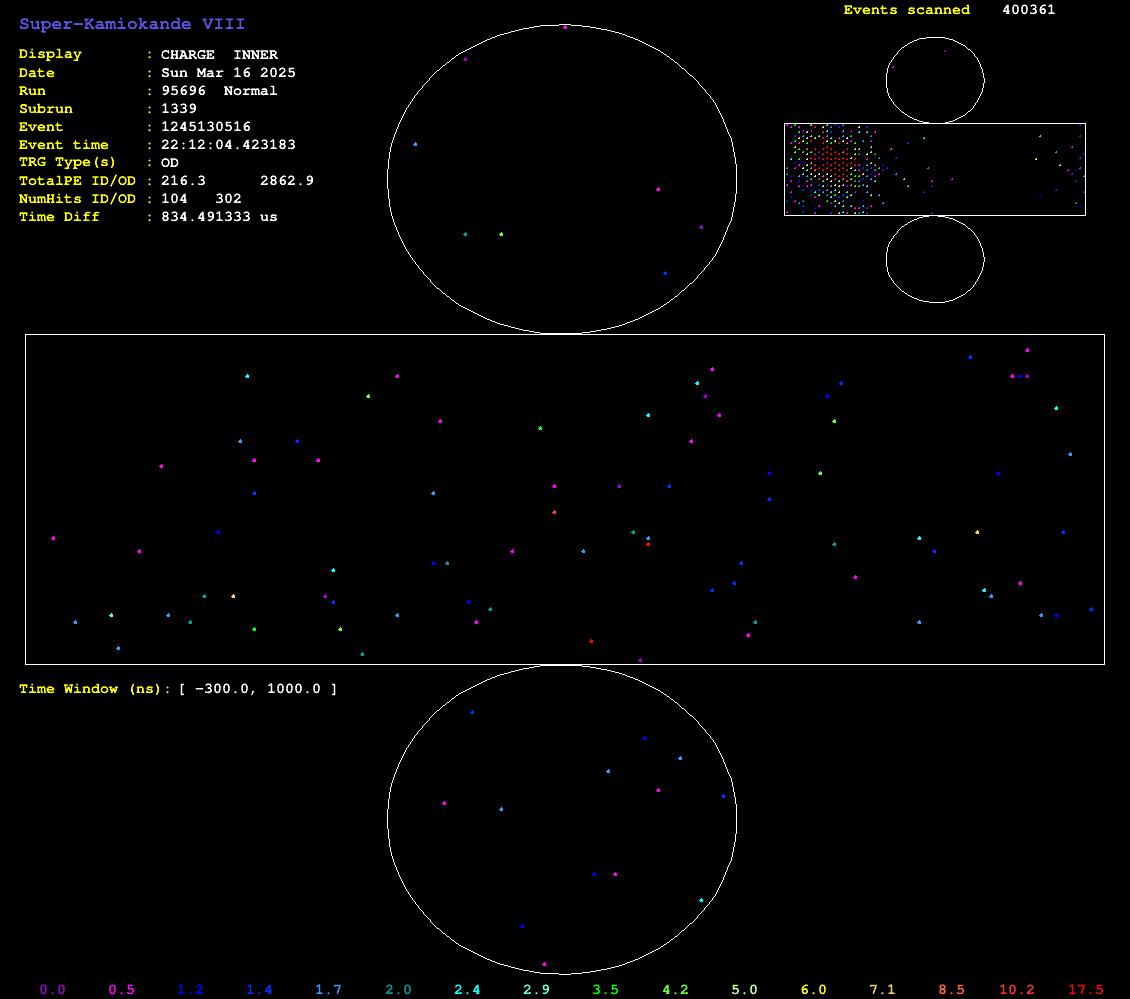 Super-Kamiokande VIII
Events scanned 400361
Display : CHARGE INNER
Date : Sun Mar 16 2025
Run : 95696 Normal
Subrun : 1339
Event : 1245130516
Event time : 22:12:04.423183
TRG Type(s) : OD
TotalPE ID/OD : 216.3 2862.9
NumHits ID/OD : 104 302
Time Diff : 834.491333 us
Time Window (ns): [ -300.0, 1000.0 ]
0.0 0.5 1.2 1.4 1.7 2.0 2.4 2.9 3.5 4.2 5.0 6.0 7.1 8.5 10.2 17.5